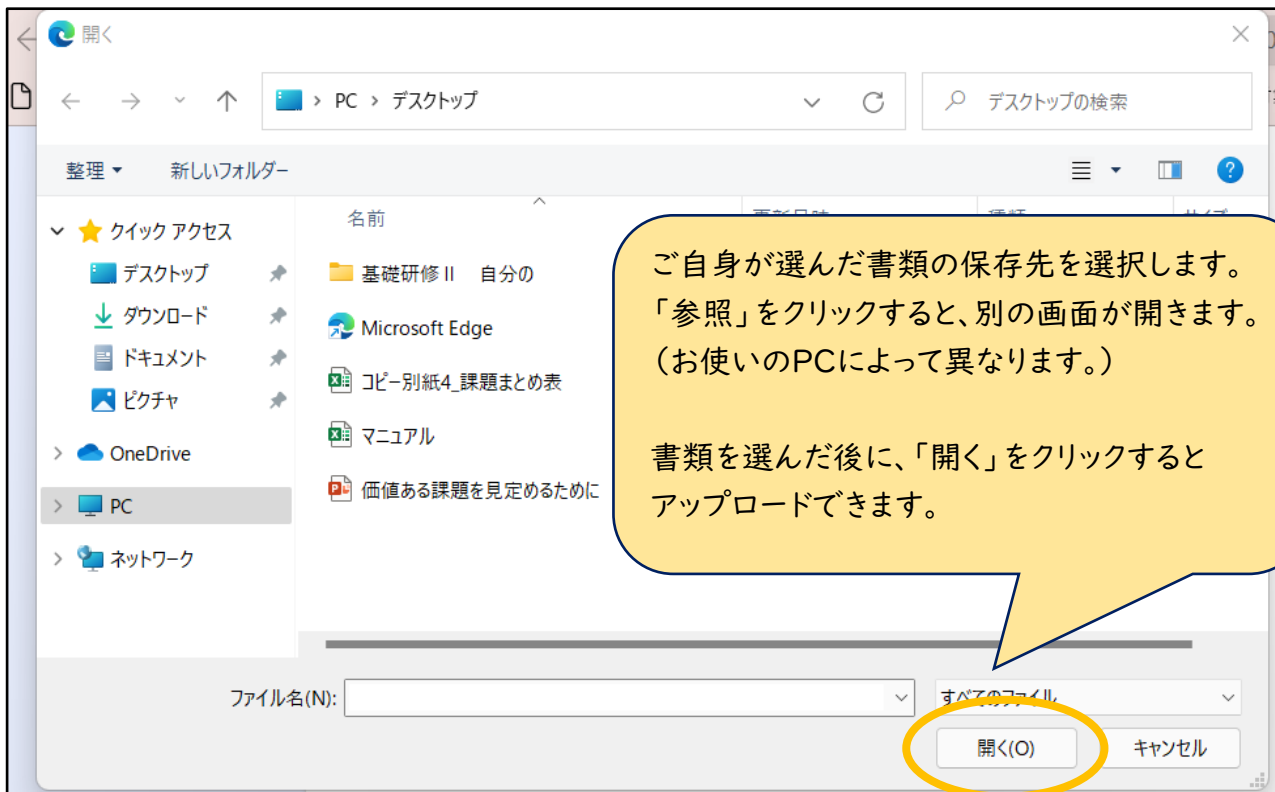 開く
PC › デスクトップ
デスクトップの検索
整理
新しいフォルダー
名前
クイック アクセス
デスクトップ
ダウンロード
ドキュメント
ピクチャ
OneDrive
PC
ネットワーク
基礎研修Ⅱ　自分の
Microsoft Edge
コピー別紙4_課題まとめ表
マニュアル
価値ある課題を見定めるために
ご自身が選んだ書類の保存先を選択します。
「参照」をクリックすると、別の画面が開きます。
（お使いのPCによって異なります。）
書類を選んだ後に、「開く」をクリックすると
アップロードできます。
ファイル名(N):
すべてのファイル
開く(O)
キャンセル